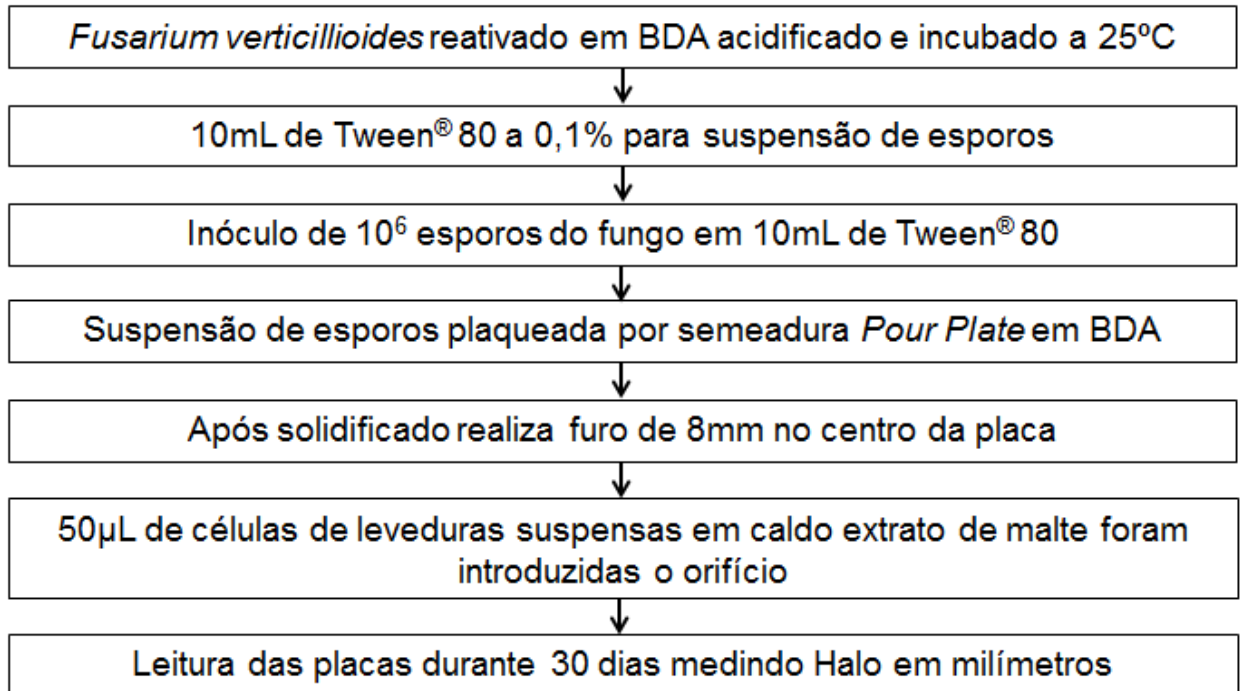 Fusarium verticillioides reativado em BDA acidificado e incubado a 25ºC
10mL de Tween® 80 a 0,1% para suspensão de esporos
Inóculo de 10⁶ esporos do fungo em 10mL de Tween® 80
Suspensão de esporos plaqueada por semeadura Pour Plate em BDA
Após solidificado realiza furo de 8mm no centro da placa
50µL de células de leveduras suspensas em caldo extrato de malte foram
introduzidas o orifício
Leitura das placas durante 30 dias medindo Halo em milímetros